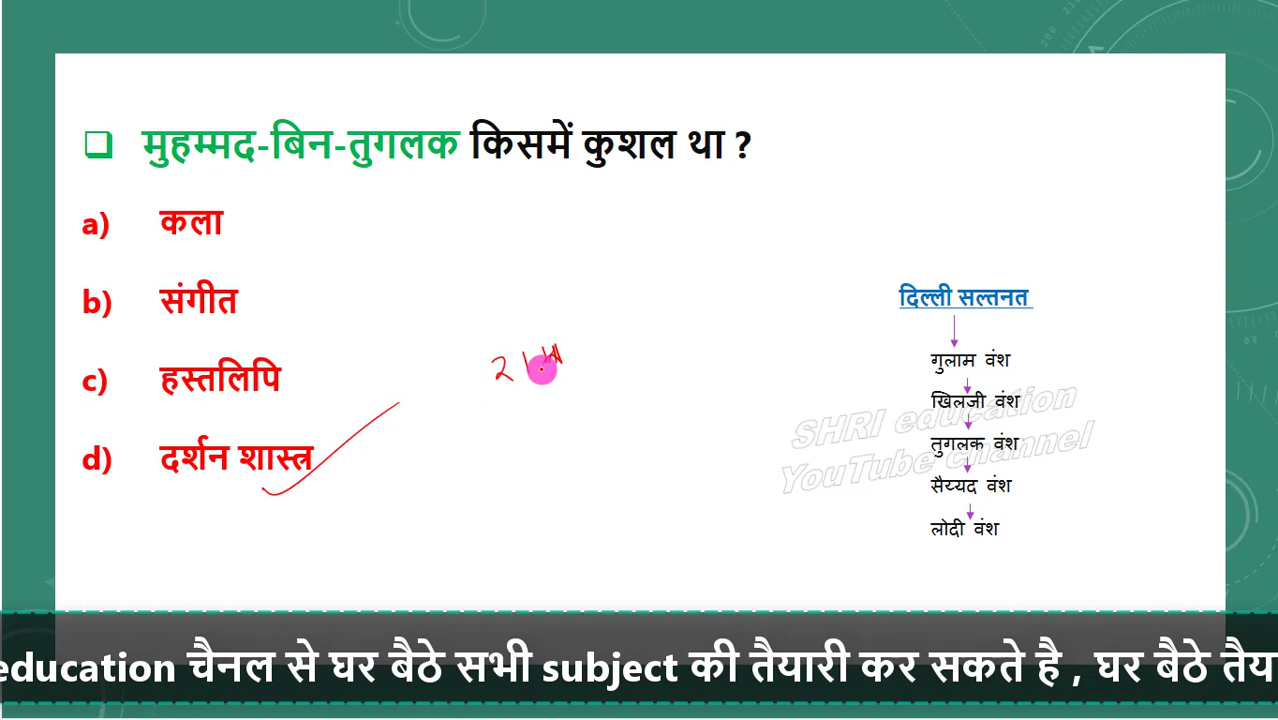 ❑ मुहम्मद-बिन-तुगलक किसमें कुशल था ?
a) कला
b) संगीत
c) हस्तलिपि
d) दर्शन शास्त्र
दिल्ली सल्तनत
गुलाम वंश
खिलजी वंश
तुगलक वंश
सैय्यद वंश
लोदी वंश
SHRI education
YouTube channel
education चैनल से घर बैठे सभी subject की तैयारी कर सकते है , घर बैठे